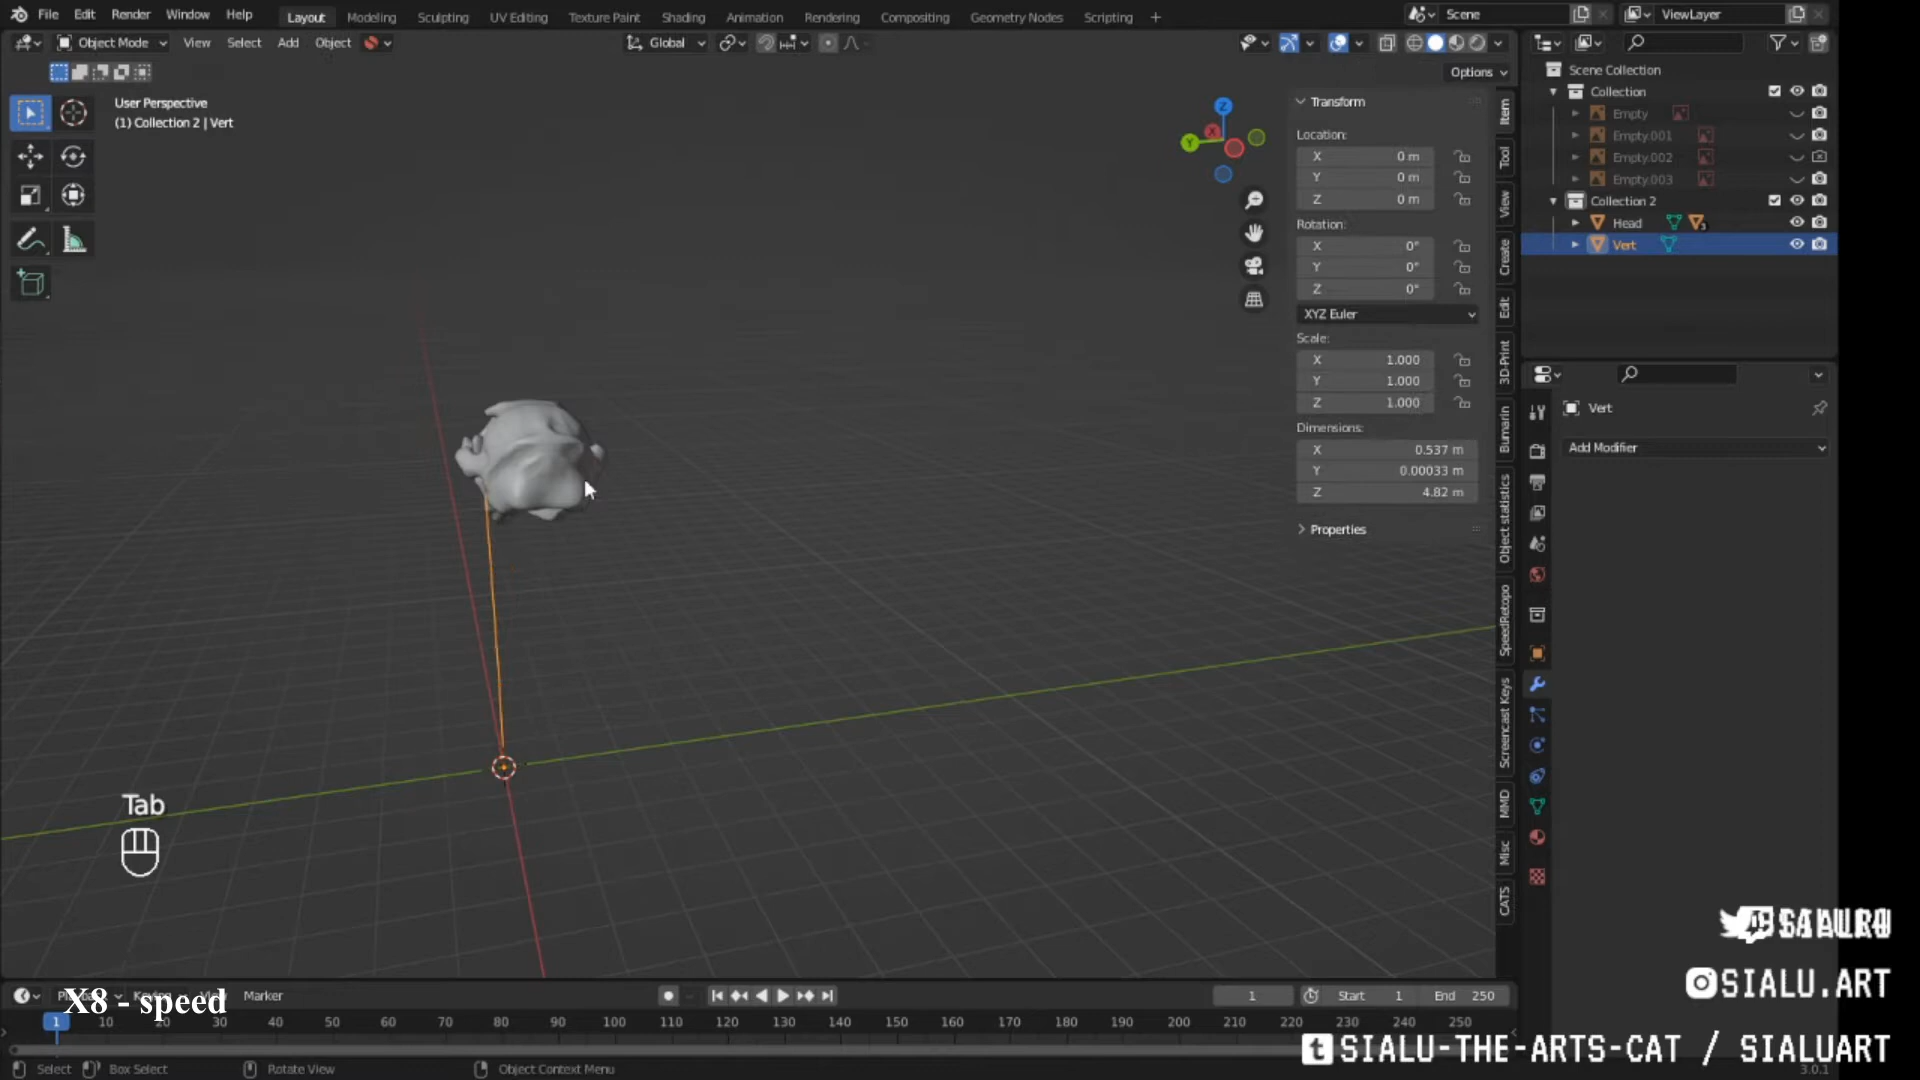 File Edit Render Window Help Layout Modeling Sculpting UV Editing Texture Paint Shading Animation Rendering Compositing Geometry Nodes Scripting + Scene ViewLayer
Object Mode View Select Add Object Global
Options
User Perspective
(1) Collection 2 | Vert
Z
Y
X
Transform
Location:
X 0 m
Y 0 m
Z 0 m
Rotation:
X 0°
Y 0°
Z 0°
XYZ Euler
Scale:
X 1.000
Y 1.000
Z 1.000
Dimensions:
X 0.537 m
Y 0.00033 m
Z 4.82 m
Properties
Item
Tool
View
Create
Edit
3D-Print
Bumarin
Object statistics
SpeedRetopo
Screencast Keys
MMD
Misc
CATS
Scene Collection
Collection
Empty
Empty.001
Empty.002
Empty.003
Collection 2
Head 3
Vert
Vert
Add Modifier
Tab
X8 - speed
View Marker
1 Start 1 End 250
1 10 20 30 40 50 60 70 80 90 100 110 120 130 140 150 160 170 180 190 200 210 220 230 240 250
Select Box Select Rotate View Object Context Menu
SIALU.ART
SIALU-THE-ARTS-CAT / SIALUART
3.0.1